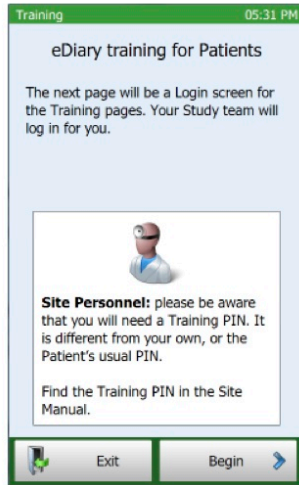 Training 05:31 PM
eDiary training for Patients
The next page will be a Login screen for
the Training pages. Your Study team will
log in for you.
Site Personnel: please be aware
that you will need a Training PIN. It
is different from your own, or the
Patient's usual PIN.
Find the Training PIN in the Site
Manual.
Exit Begin